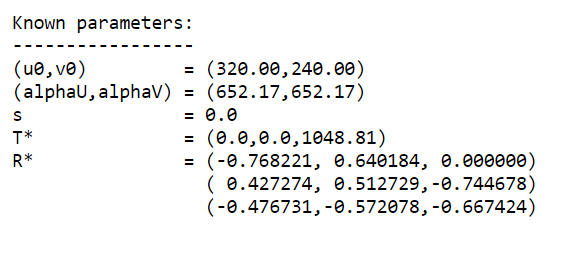 Known parameters:
-----------------
(u0,v0)          = (320.00,240.00)
(alphaU,alphaV) = (652.17,652.17)
s                = 0.0
T*               = (0.0,0.0,1048.81)
R*               = (-0.768221, 0.640184, 0.000000)
                   ( 0.427274, 0.512729,-0.744678)
                   (-0.476731,-0.572078,-0.667424)